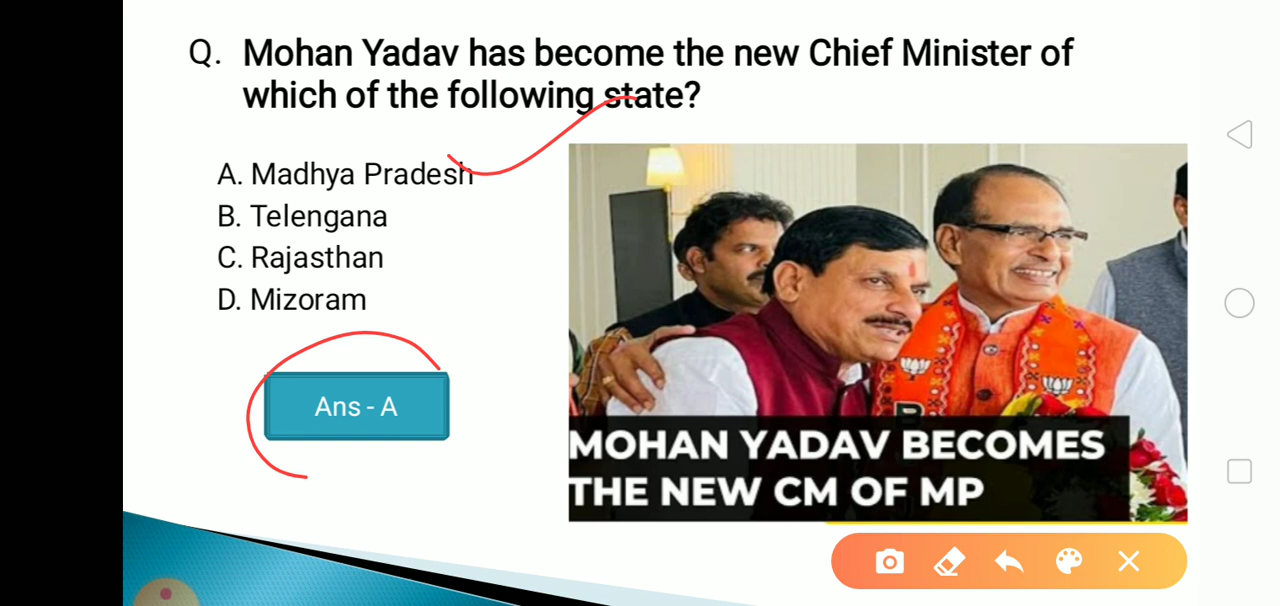 Q. Mohan Yadav has become the new Chief Minister of
which of the following state?
A. Madhya Pradesh
B. Telengana
C. Rajasthan
D. Mizoram
Ans - A
MOHAN YADAV BECOMES
THE NEW CM OF MP